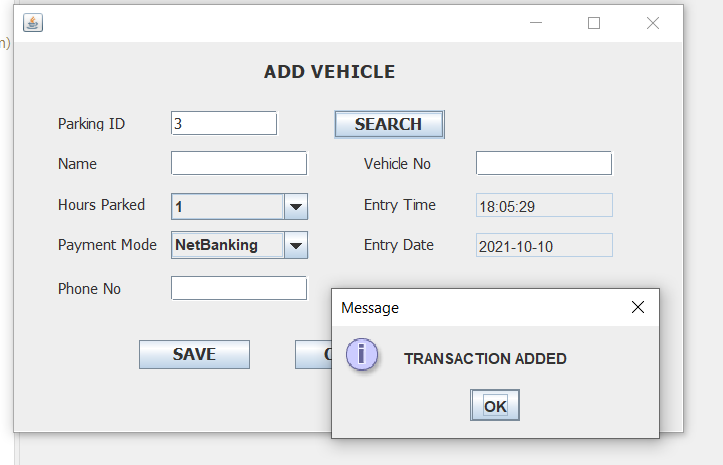 n)
ADD VEHICLE
Parking ID 3 SEARCH
Name Vehicle No
Hours Parked 1 Entry Time 18:05:29
Payment Mode NetBanking Entry Date 2021-10-10
Phone No
Message
SAVE
TRANSACTION ADDED
OK